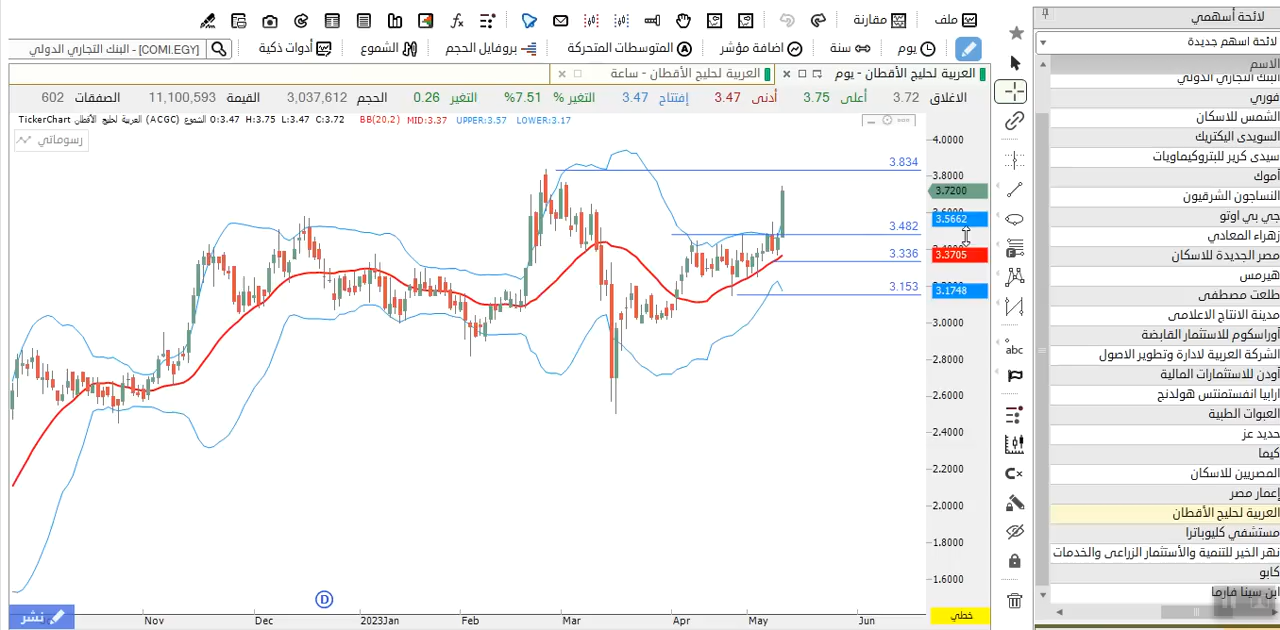 ملف
مقارنة
لائحة أسهمي
لائحة اسهم جديدة
يوم
سنة
اضافة مؤشر
المتوسطات المتحركة
بروفايل الحجم
الشموع
أدوات ذكية
[COMI.EGY] - البنك التجاري الدولي
العربية لحليج الأقطان - يوم
العربية لحليج الأقطان - ساعة
الاغلاق 3.72 أعلى 3.75 أدنى 3.47 إفتتاح 3.47 التغير % 7.51% التغير 0.26 الحجم 3,037,612 القيمة 11,100,593 الصفقات 602
TickerChart الشموع (ACGC) العربية لحليج الأقطان O:3.47 H:3.75 L:3.47 C:3.72 BB(20,2) MID:3.37 UPPER:3.57 LOWER:3.17
رسوماتي
3.834
3.482
3.336
3.153
4.0000
3.8000
3.7200
3.5662
3.3705
3.1748
3.0000
2.8000
2.6000
2.4000
2.2000
2.0000
1.8000
1.6000
abc
D
نشر
Nov
Dec
2023Jan
Feb
Mar
Apr
May
Jun
خطي
الاسم
البنك التجاري الدولي
فوري
الشمس للاسكان
السويدى اليكتريك
سيدى كرير للبتروكيماويات
أموك
النساجون الشرقيون
جي بي اوتو
زهراء المعادي
مصر الجديدة للاسكان
هيرمس
طلعت مصطفى
مدينة الانتاج الاعلامى
أوراسكوم للاستثمار القابضة
الشركة العربية لادارة وتطوير الاصول
أودن للاستثمارات المالية
ارابيا انفستمنتس هولدنج
العبوات الطبية
حديد عز
كيما
المصريين للاسكان
إعمار مصر
العربية لحليج الأقطان
مستشفي كليوباترا
نهر الخير للتنمية والأستثمار الزراعى والخدمات
كابو
ابن سينا فارما